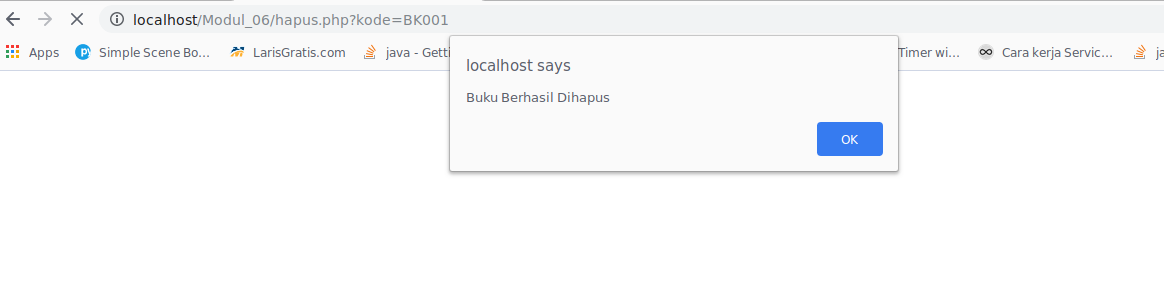 localhost/Modul_06/hapus.php?kode=BK001
Apps Simple Scene Bo... LarisGratis.com java - Getti Timer wi... Cara kerja Servic... ja
localhost says
Buku Berhasil Dihapus
OK